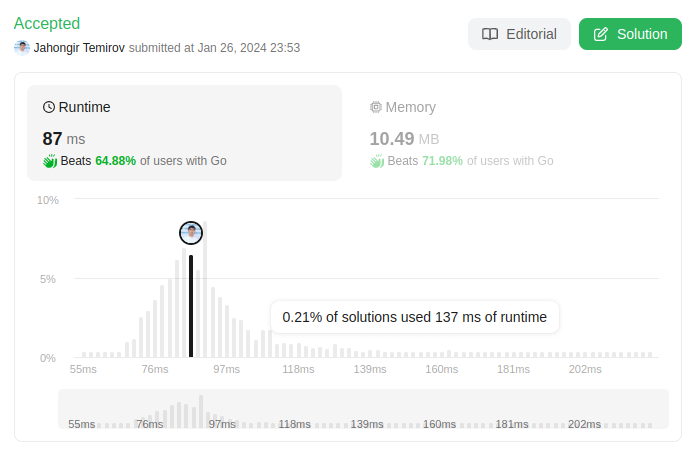 Accepted
Jahongir Temirov submitted at Jan 26, 2024 23:53
Editorial
Solution
Runtime
87 ms
Beats 64.88% of users with Go
Memory
10.49 MB
Beats 71.98% of users with Go
10%
5%
0%
0.21% of solutions used 137 ms of runtime
55ms 76ms 97ms 118ms 139ms 160ms 181ms 202ms
55ms 76ms 97ms 118ms 139ms 160ms 181ms 202ms